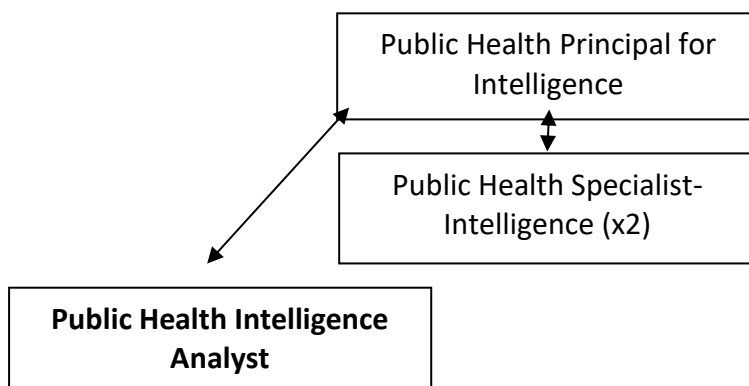 Public Health Principal for
Intelligence
Public Health Specialist-
Intelligence (x2)
Public Health Intelligence
Analyst